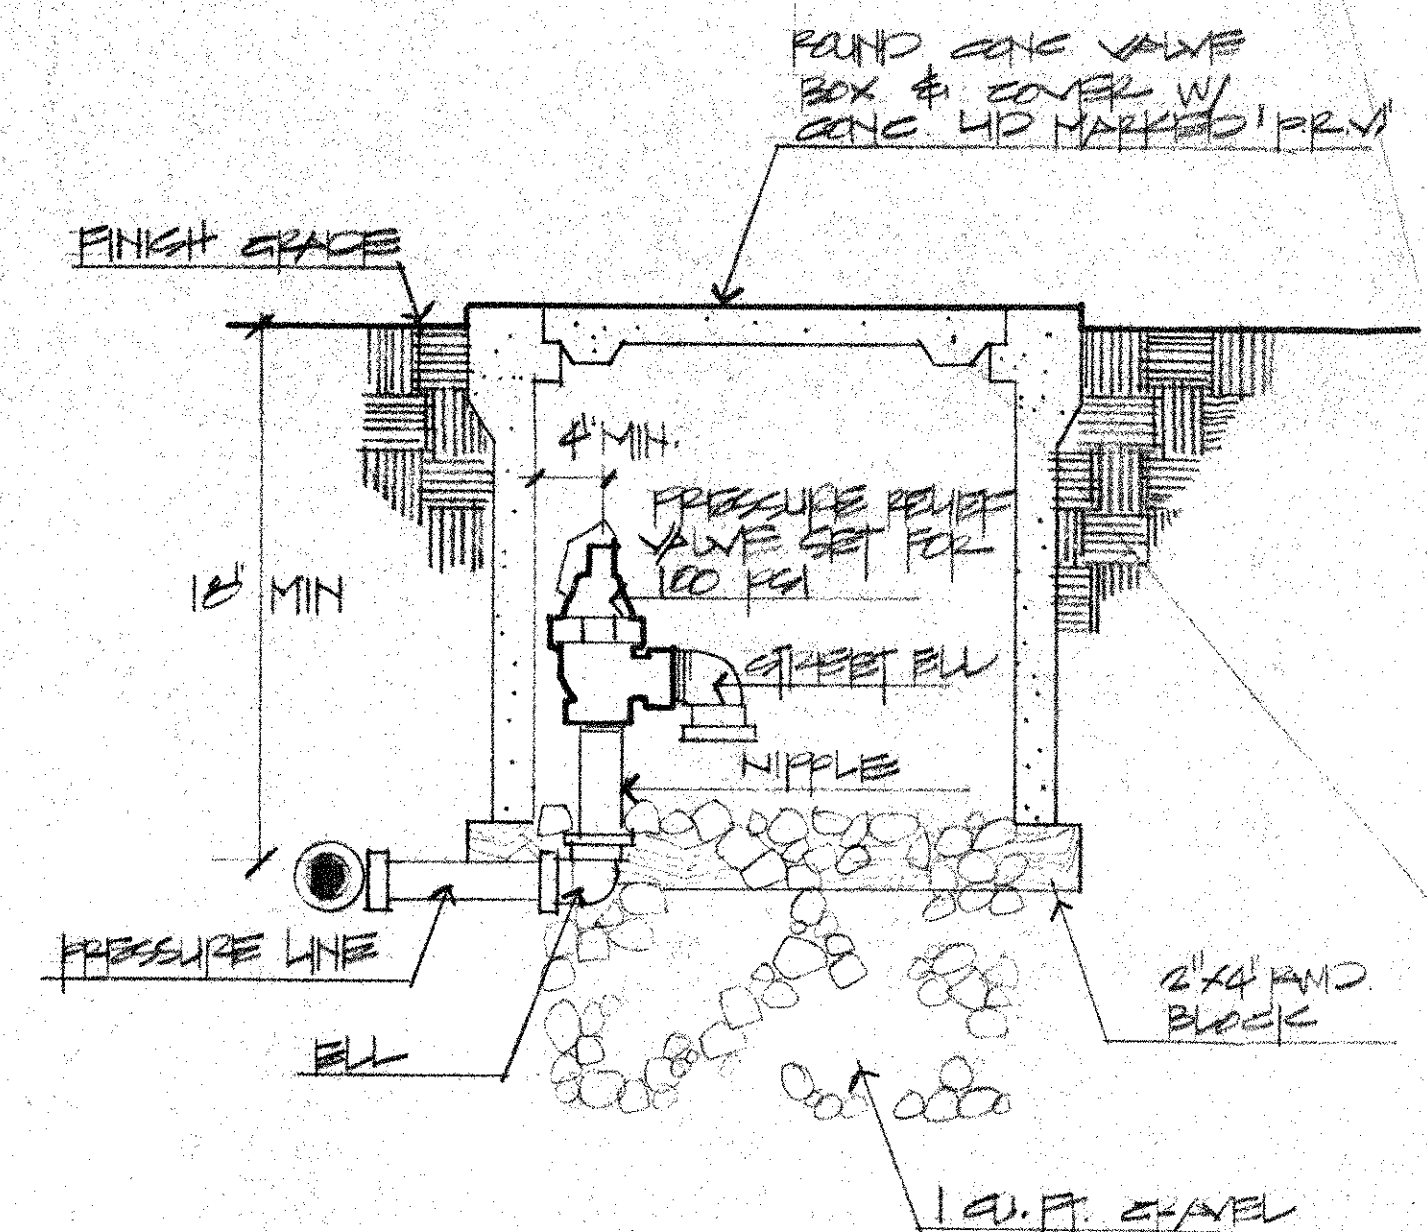 ROUND CONC VALVE
BOX & COVER W/
CONC. LID MARKED "P.R.V."
FINISH GRADE
4" MIN.
PRESSURE RELIEF
VALVE SET FOR
100 PSI
18" MIN
STREET ELL
NIPPLE
PRESSURE LINE
2"X4" RWD.
BLOCK
ELL
1 CU. FT. GRAVEL